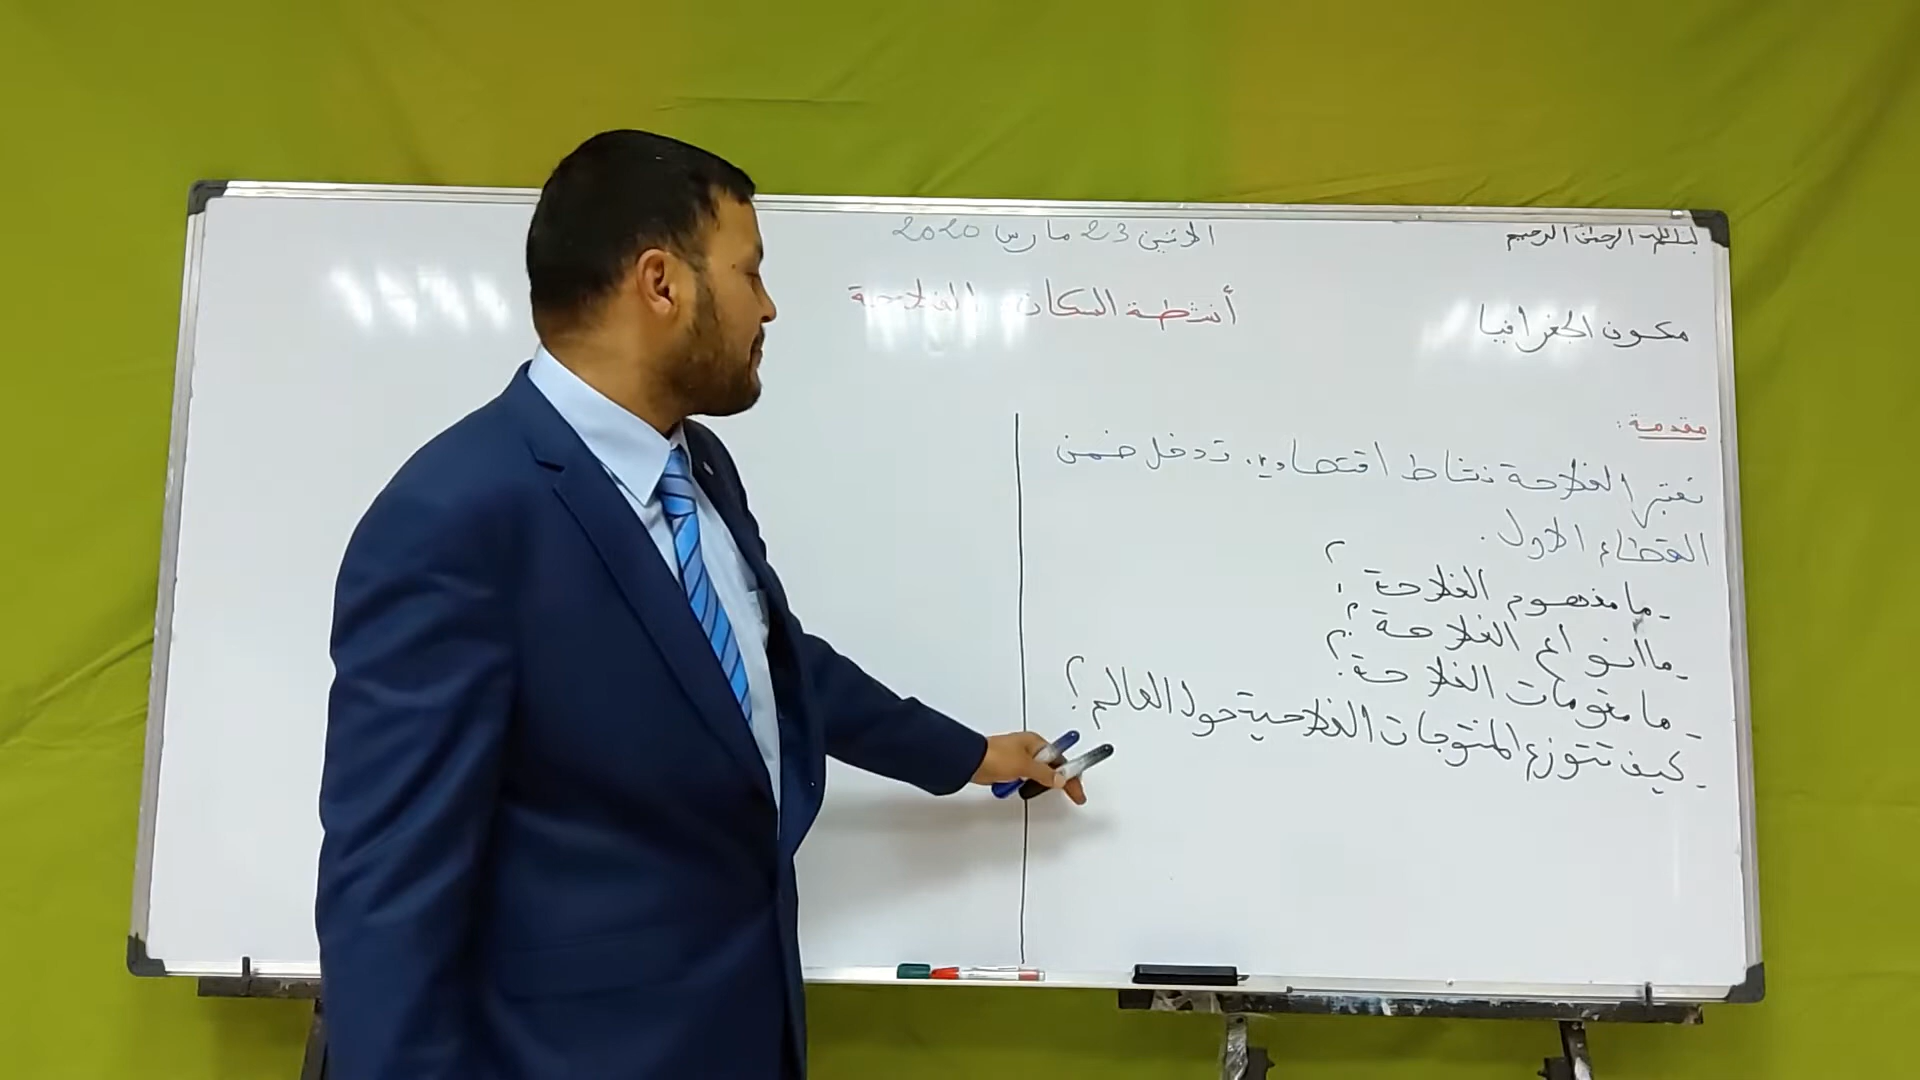 بسم الله الرحمن الرحيم
الاثنين 23 مارس 2020
أنشطة السكان الفلاحة
مكون الجغرافيا
مقدمة :
تعتبر الفلاحة نشاط اقتصادي. تدخل ضمن
القطاع الاول.
- ما مفهوم الفلاحة ؟
- ما انواع الفلاحة ؟
- ما مقومات الفلاحة ؟
- كيف تتوزع المنتوجات الفلاحية حول العالم ؟